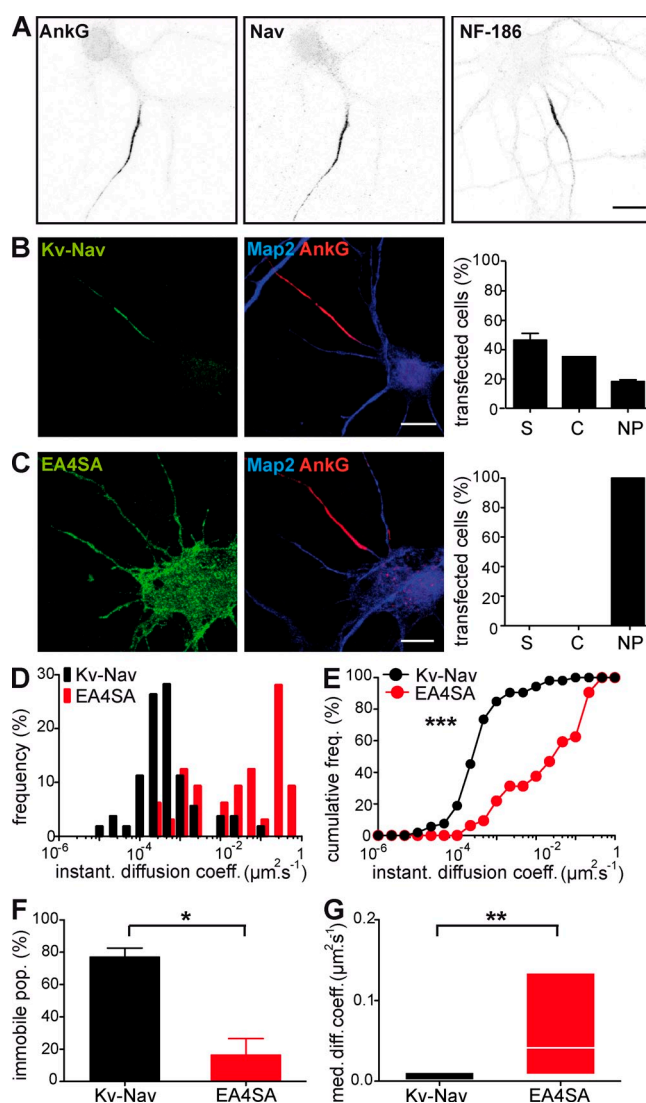 A
AnkG
Nav
NF-186
B
Kv-Nav
Map2 AnkG
transfected cells (%)
100
80
60
40
20
0
S C NP
C
EA4SA
Map2 AnkG
transfected cells (%)
100
80
60
40
20
0
S C NP
D
Kv-Nav
EA4SA
frequency (%)
30
20
10
0
10-6 10-4 10-2 1
instant. diffusion coeff. (µm2.s-1)
E
Kv-Nav
EA4SA
***
cumulative freq. (%)
100
80
60
40
20
0
10-6 10-4 10-2 1
instant. diffusion coeff. (µm2.s-1)
F
*
immobile pop. (%)
100
80
60
40
20
0
Kv-Nav EA4SA
G
**
med. diff. coeff.(µm2.s-1)
0.2
0.1
0.0
Kv-Nav EA4SA